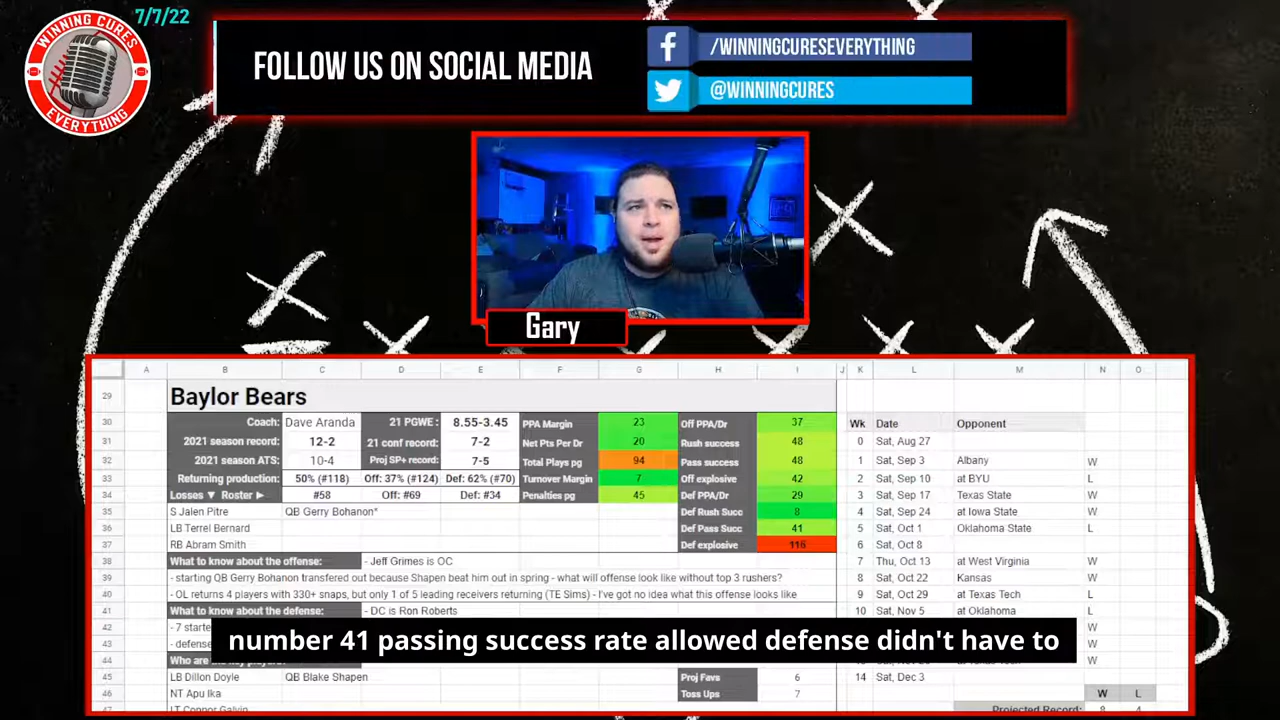 7/7/22
WINNING CURES
EVERYTHING
FOLLOW US ON SOCIAL MEDIA
f /WINNINGCURESEVERYTHING
@WINNINGCURES
Gary
A B C D E F G H I J K L M N O
29 Baylor Bears
30 Coach: Dave Aranda 21 PGWE: 8.55-3.45 PPA Margin 23 Off PPA/Dr 37 Wk Date Opponent
31 2021 season record: 12-2 21 conf record: 7-2 Net Pts Per Dr 20 Rush success 48 0 Sat, Aug 27
32 2021 season ATS: 10-4 Proj SP+ record: 7-5 Total Plays pg 94 Pass success 48 1 Sat, Sep 3 Albany W
33 Returning production: 50% (#118) Off: 37% (#124) Def: 62% (#70) Turnover Margin 7 Off explosive 42 2 Sat, Sep 10 at BYU L
34 Losses ▼ Roster ► #58 Off: #69 Def: #34 Penalties pg 45 Def PPA/Dr 29 3 Sat, Sep 17 Texas State W
35 S Jalen Pitre QB Gerry Bohanon* Def Rush Succ 8 4 Sat, Sep 24 at Iowa State W
36 LB Terrel Bernard Def Pass Succ 41 5 Sat, Oct 1 Oklahoma State L
37 RB Abram Smith Def explosive 116 6 Sat, Oct 8
38 What to know about the offense: - Jeff Grimes is OC 7 Thu, Oct 13 at West Virginia W
39 - starting QB Gerry Bohanon transfered out because Shapen beat him out in spring - what will offense look like without top 3 rushers? 8 Sat, Oct 22 Kansas W
40 - OL returns 4 players with 330+ snaps, but only 1 of 5 leading receivers returning (TE Sims) - I've got no idea what this offense looks like 9 Sat, Oct 29 at Texas Tech L
41 What to know about the defense: - DC is Ron Roberts 10 Sat, Nov 5 at Oklahoma L
42 - 7 starte W
43 - defense W
44 W
number 41 passing success rate allowed defense didn't have to
45 LB Dillon Doyle QB Blake Shapen Proj Favs 6 14 Sat, Dec 3
46 NT Apu Ika Toss Ups 7 W L
47 LT Connor Galvin Projected Record: 8 4